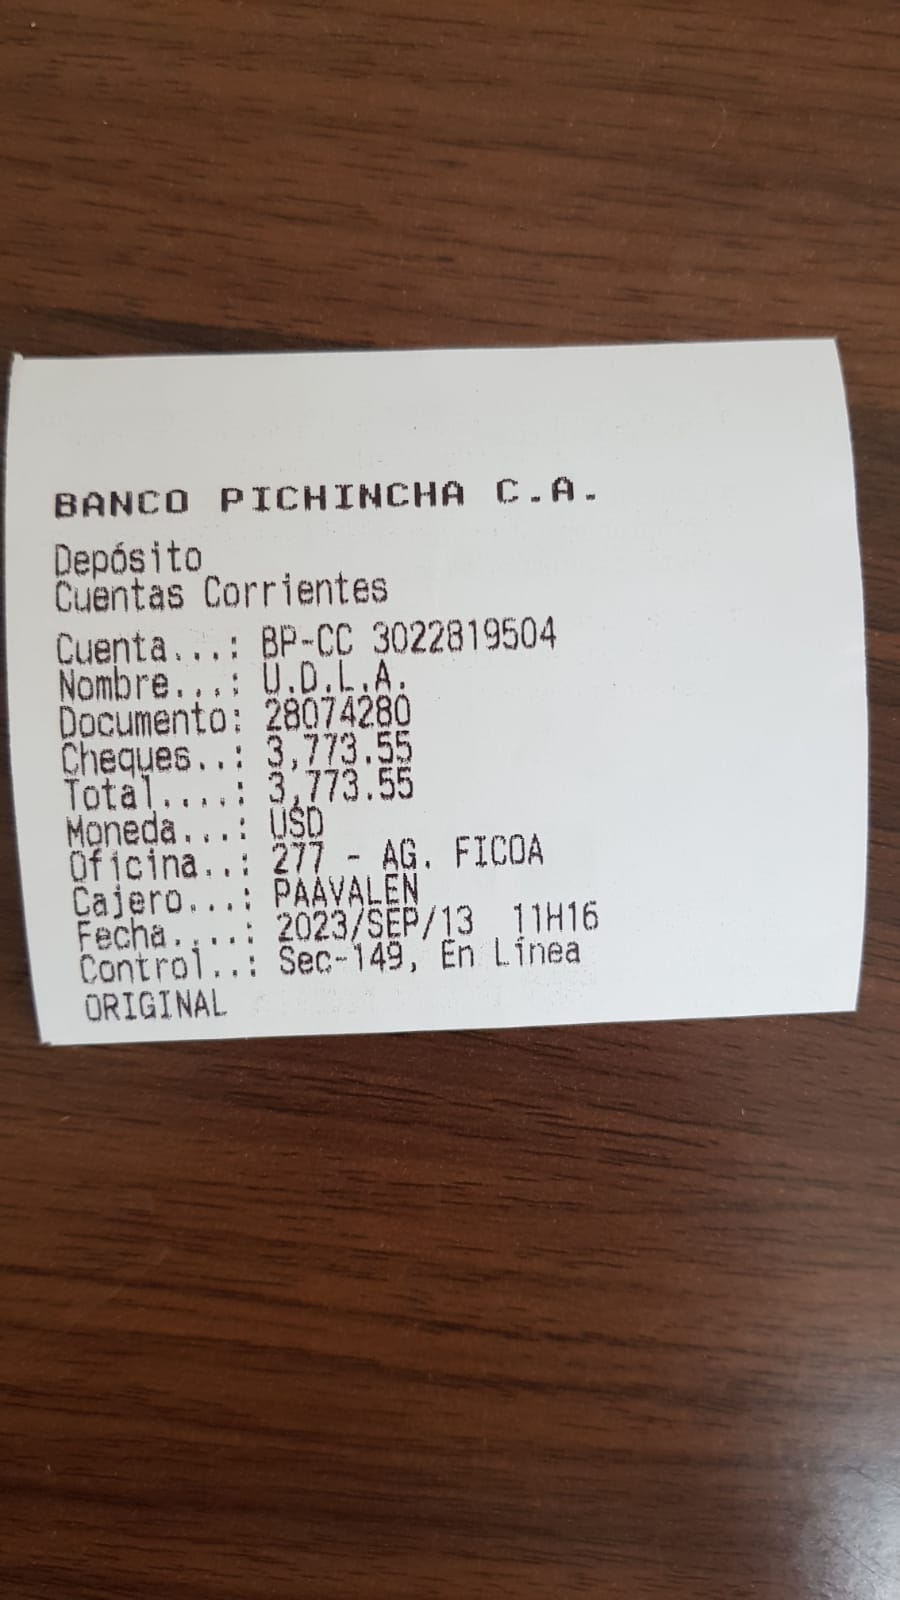 BANCO PICHINCHA C.A.
Depósito
Cuentas Corrientes
Cuenta...: BP-CC 3022819504
Nombre...: U.D.L.A.
Documento: 28074280
Cheques..: 3,773.55
Total....: 3,773.55
Moneda...: USD
Oficina..: 277 - AG. FICOA
Cajero...: PAAVALEN
Fecha....: 2023/SEP/13 11H16
Control..: Sec-149, En Línea
ORIGINAL